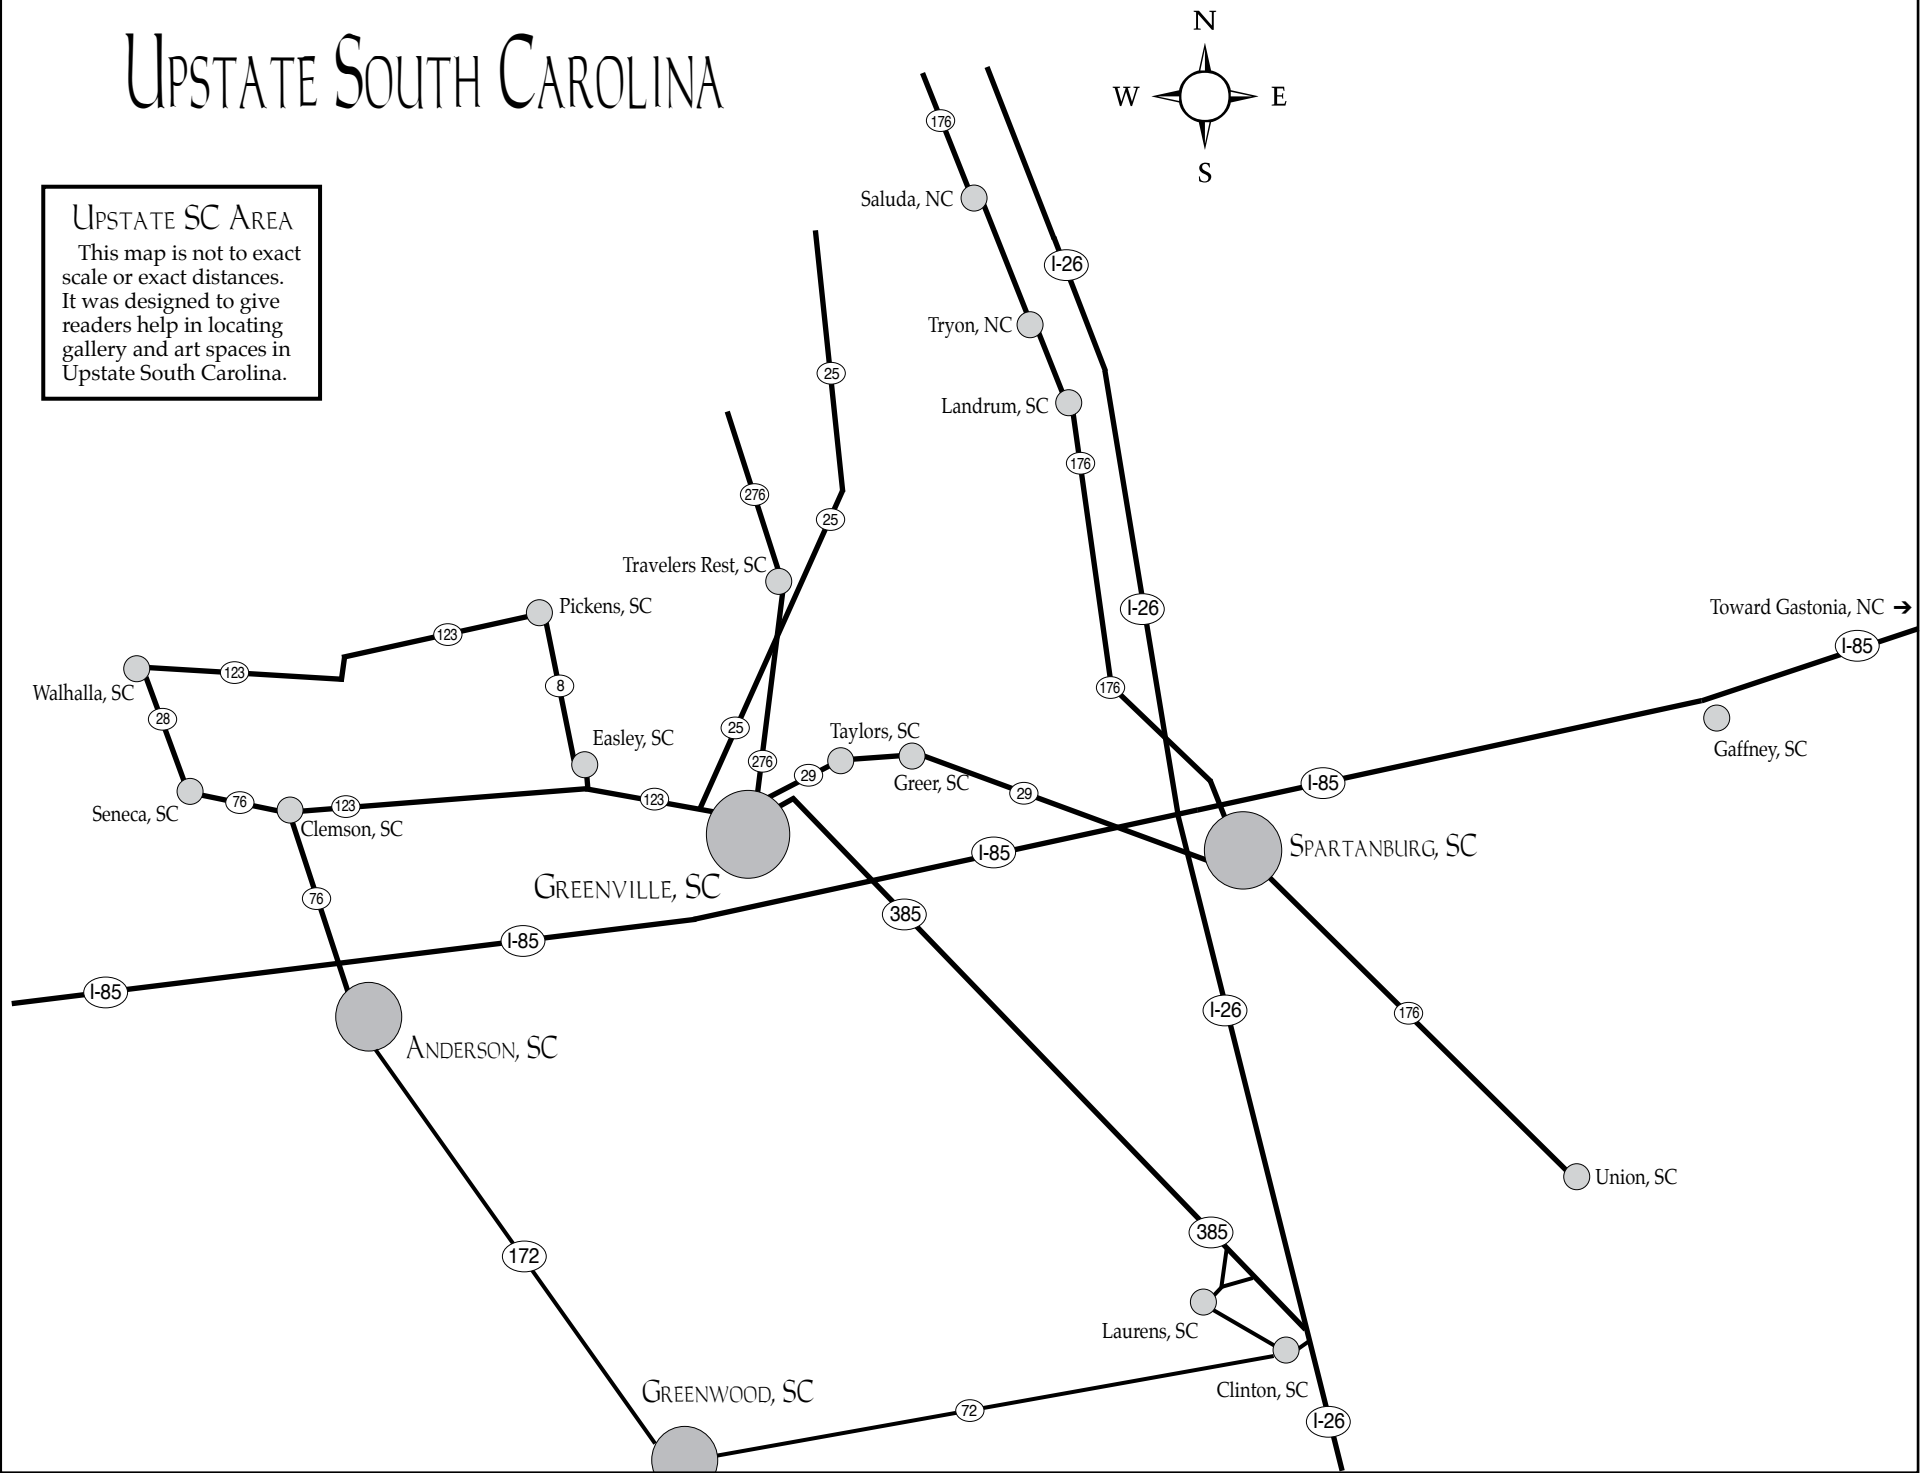 UPSTATE SOUTH CAROLINA
N
W E
S
UPSTATE SC AREA
This map is not to exact
scale or exact distances.
It was designed to give
readers help in locating
gallery and art spaces in
Upstate South Carolina.
176
Saluda, NC
I-26
Tryon, NC
25
Landrum, SC
176
276
25
Travelers Rest, SC
Pickens, SC
I-26
Toward Gastonia, NC ➔
123
I-85
123
Walhalla, SC
8
176
28
25
Gaffney, SC
Easley, SC
Taylors, SC
276
29
Greer, SC
29
I-85
Seneca, SC
76
123
123
Clemson, SC
SPARTANBURG, SC
I-85
GREENVILLE, SC
76
385
I-85
I-85
I-26
176
ANDERSON, SC
Union, SC
385
172
Laurens, SC
GREENWOOD, SC
Clinton, SC
72
I-26